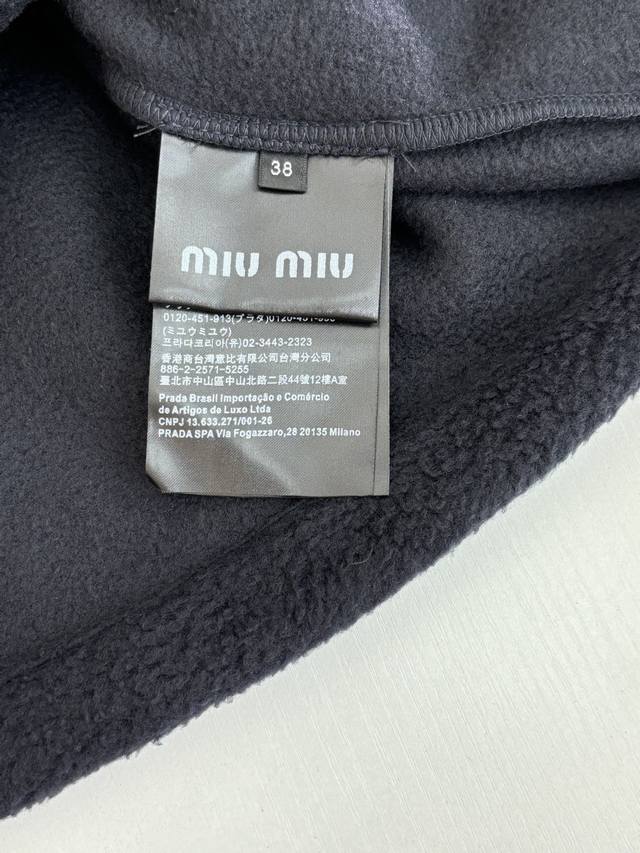 38
miu miu
0120-451-913(プラダ)0120-451-993
(ミュウミュウ)
프라다코리아(유)02-3443-2323
香港商台灣意比有限公司台灣分公司
886-2-2571-5255
臺北市中山區中山北路二段44號12樓A室
Prada Brasil Importação e Comércio
de Artigos de Luxo Ltda
CNPJ 13.633.271/001-26
PRADA SPA Via Fogazzaro,28 20135 Milano